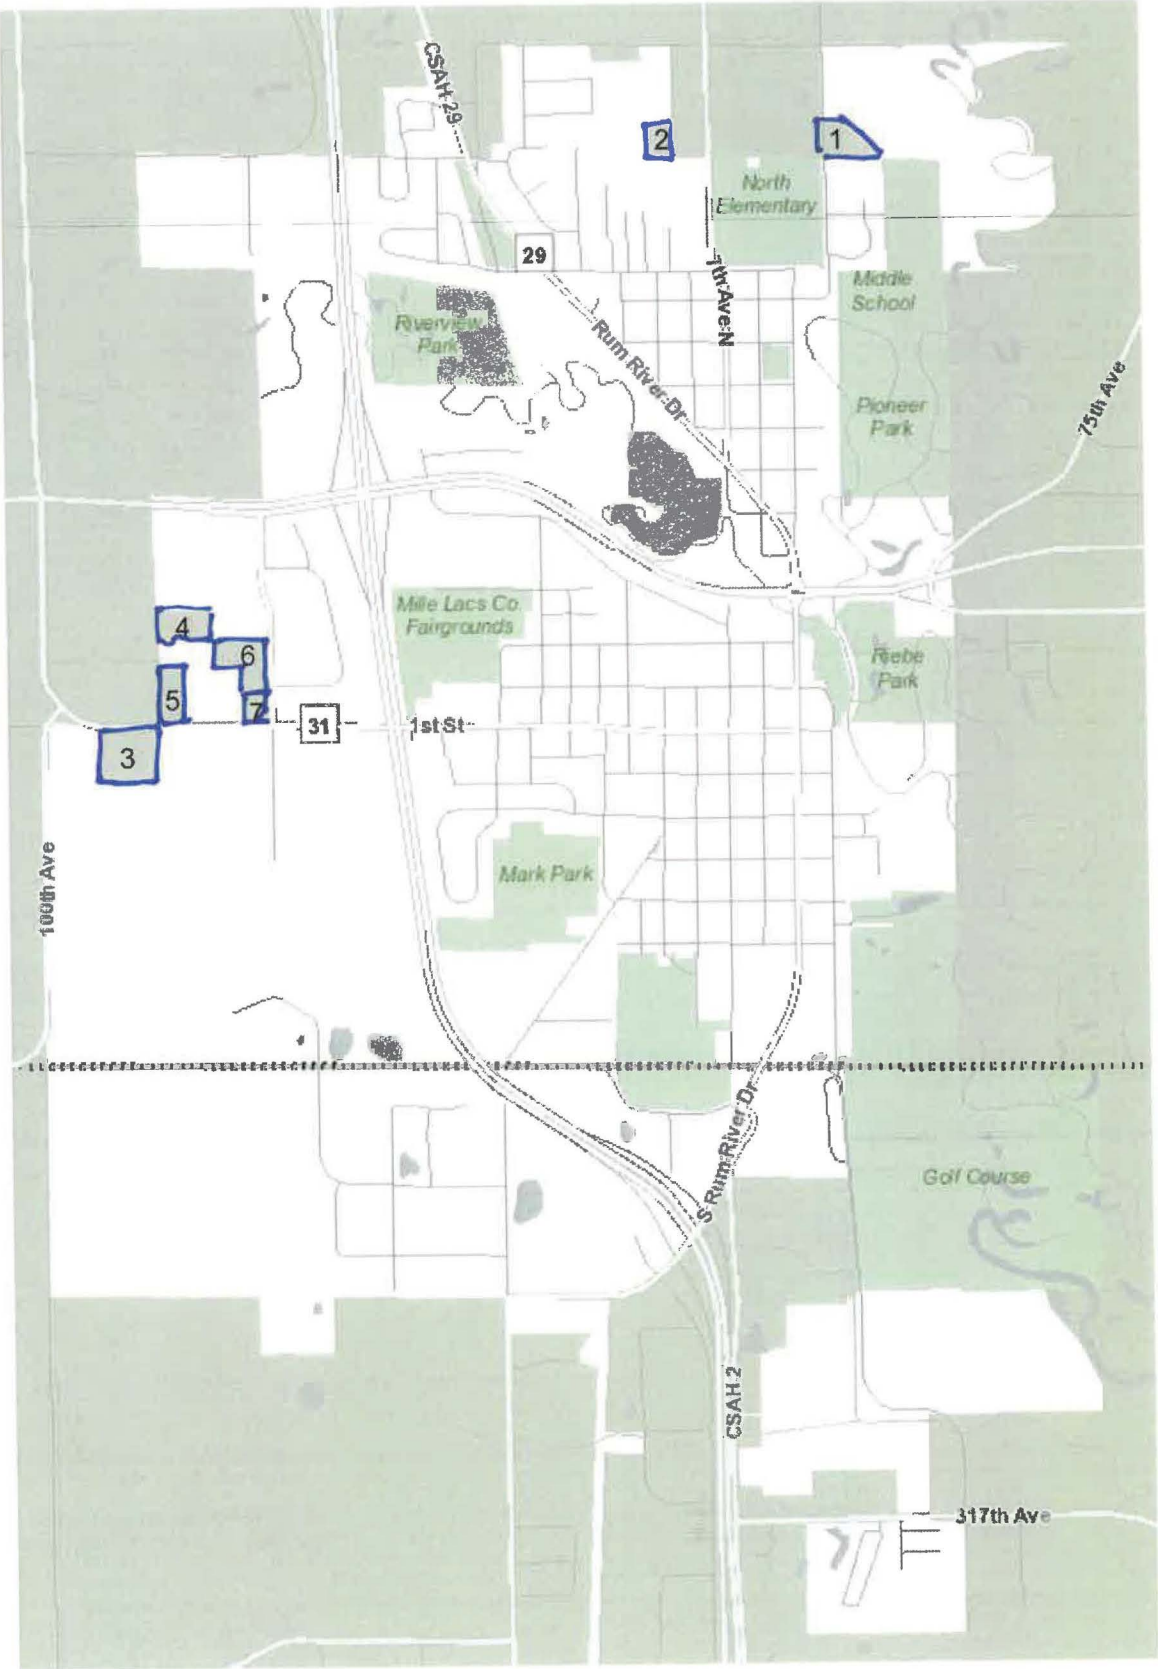 CSAH 29
2
1
North
Elementary
29
7th Ave N
Middle
School
Riverview
Park
Rum River Dr
75th Ave
Pioneer
Park
Mille Lacs Co.
Fairgrounds
4
6
Riebe
Park
5
7
31
1st St
3
100th Ave
Mark Park
S Rum River Dr
Golf Course
CSAH 2
317th Ave